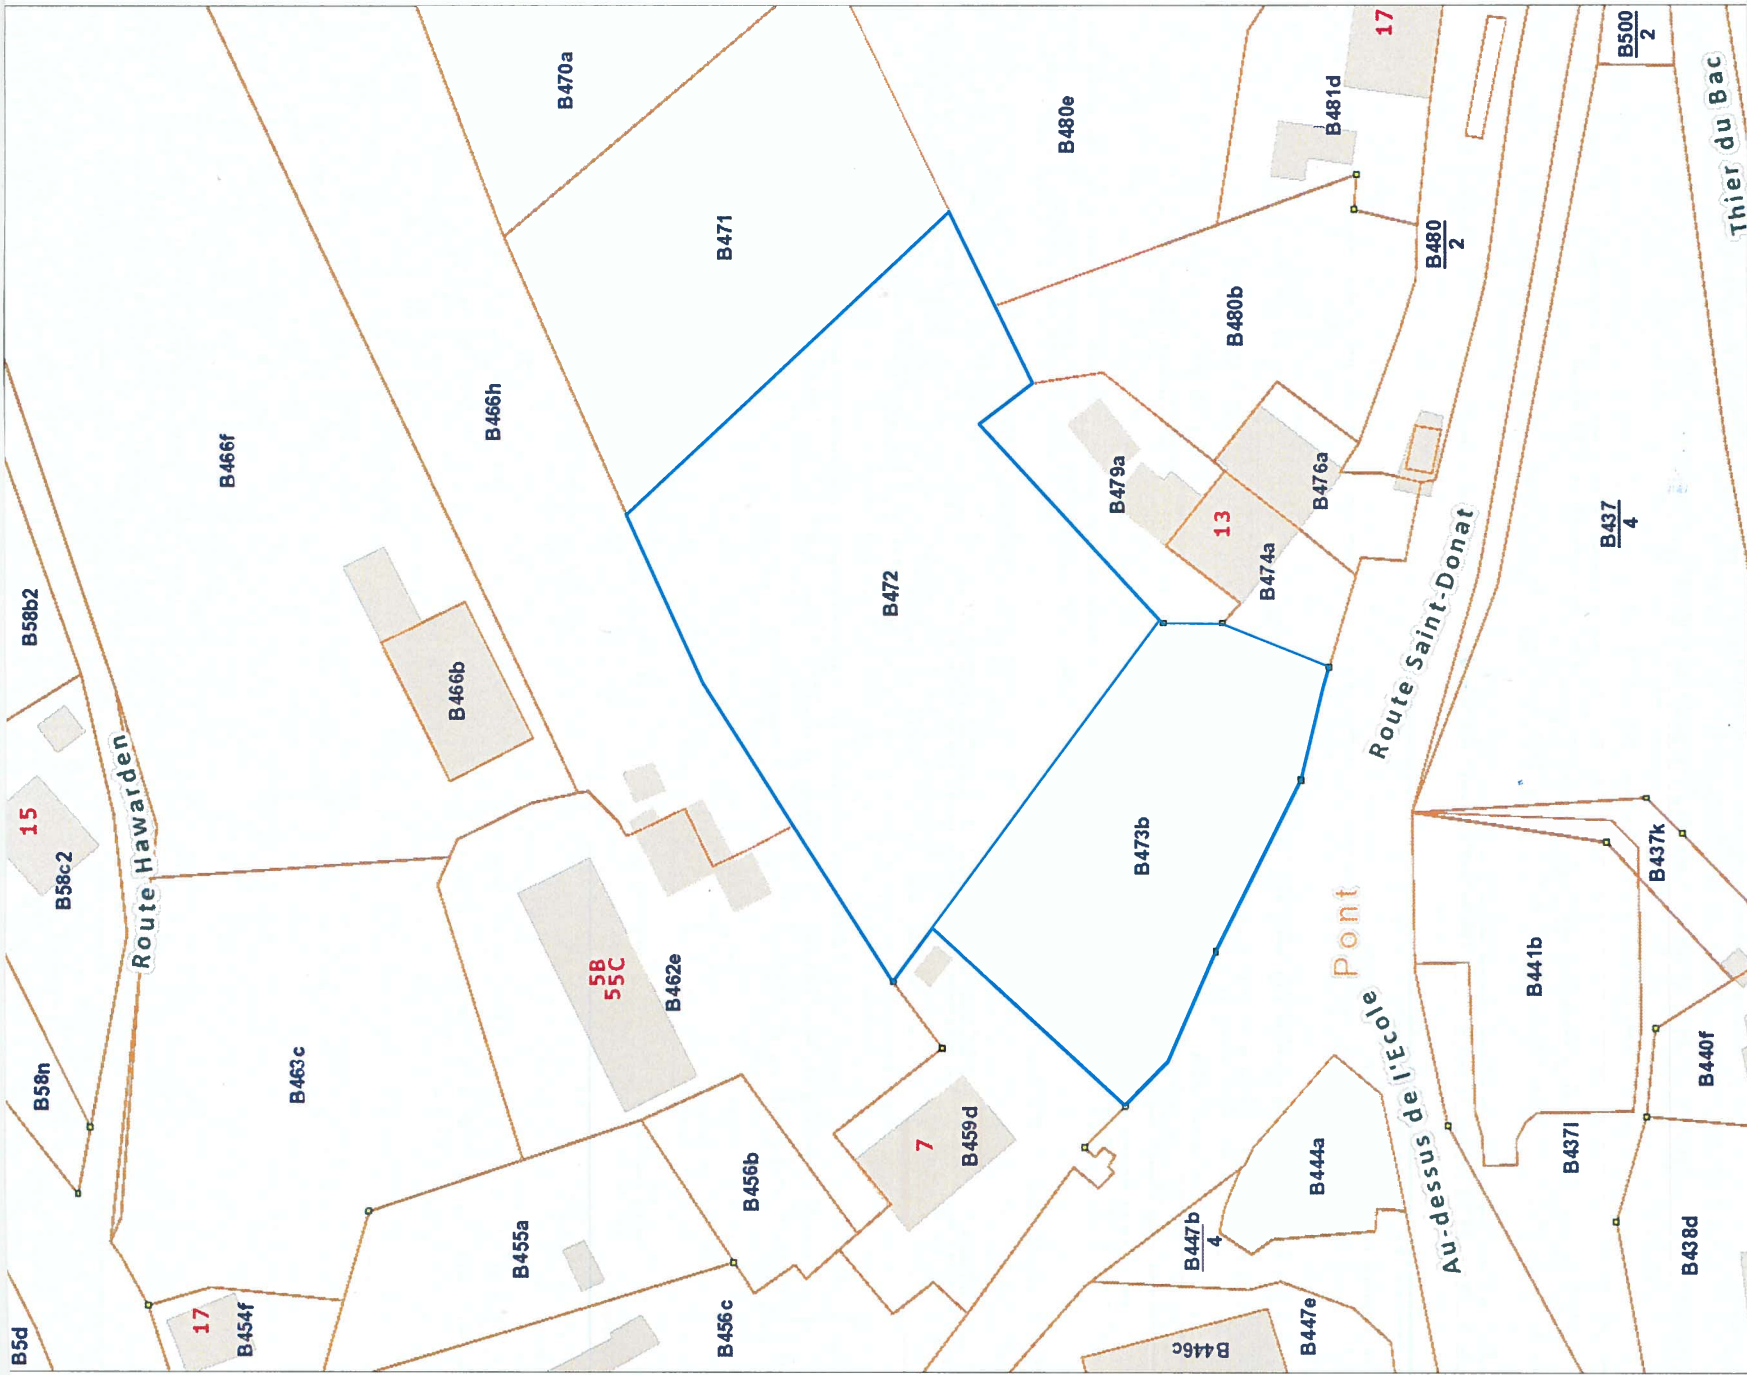 B5d
17
B454f
B58n
B58c2
15
B58b2
Route Hawarden
B463c
B466f
B466b
B466h
B470a
B471
B455a
B456b
B456c
B462e
5B
55C
B472
7
B459d
B473b
B480e
B479a
13
B474a
B476a
B480b
B481d
17
B480
2
B447b
4
B446c
B447e
B444a
Pont
Route Saint-Donat
Au-dessus de l'Ecole
B441b
B437l
B438d
B440f
B437k
B437
4
B500
2
Thier du Bac